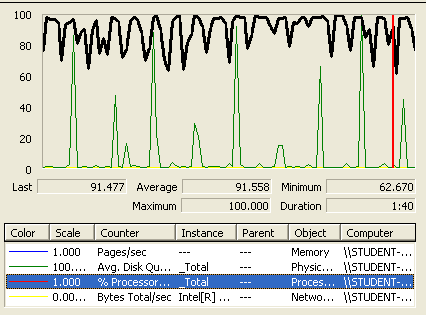 100
80
60
40
20
0
Last 91.477 Average 91.558 Minimum 62.670
Maximum 100.000 Duration 1:40
Color Scale Counter Instance Parent Object Computer
1.000 Pages/sec --- --- Memory \\STUDENT-...
100.... Avg. Disk Qu... _Total --- Physic... \\STUDENT-...
1.000 % Processor... _Total --- Proces... \\STUDENT-...
0.00... Bytes Total/sec Intel[R] ... --- Netwo... \\STUDENT-...